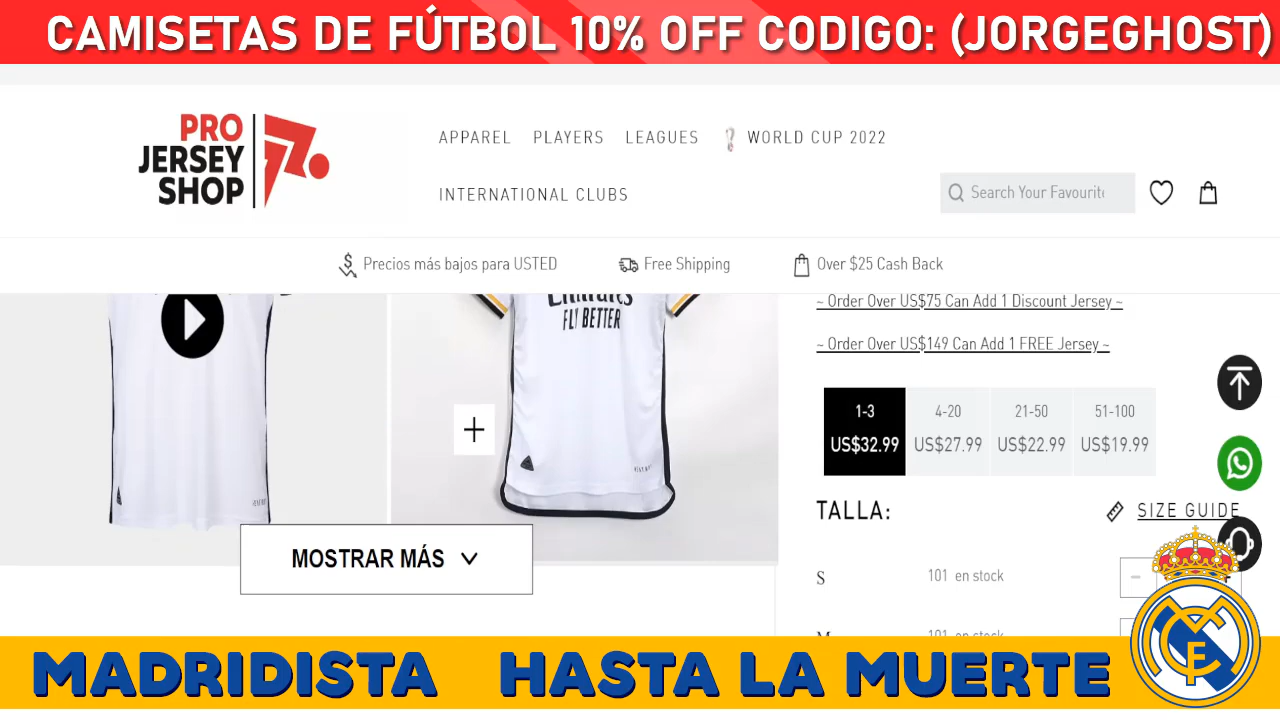 CAMISETAS DE FÚTBOL 10% OFF CODIGO: (JORGEGHOST)
PRO
JERSEY
SHOP
APPAREL PLAYERS LEAGUES WORLD CUP 2022
INTERNATIONAL CLUBS
Search Your Favourite
Precios más bajos para USTED
Free Shipping
Over $25 Cash Back
~ Order Over US$75 Can Add 1 Discount Jersey ~
FLY BETTER
~ Order Over US$149 Can Add 1 FREE Jersey ~
1-3 4-20 21-50 51-100
US$32.99 US$27.99 US$22.99 US$19.99
TALLA:
SIZE GUIDE
MOSTRAR MÁS
S 101 en stock
M 101 en stock
MADRIDISTA HASTA LA MUERTE